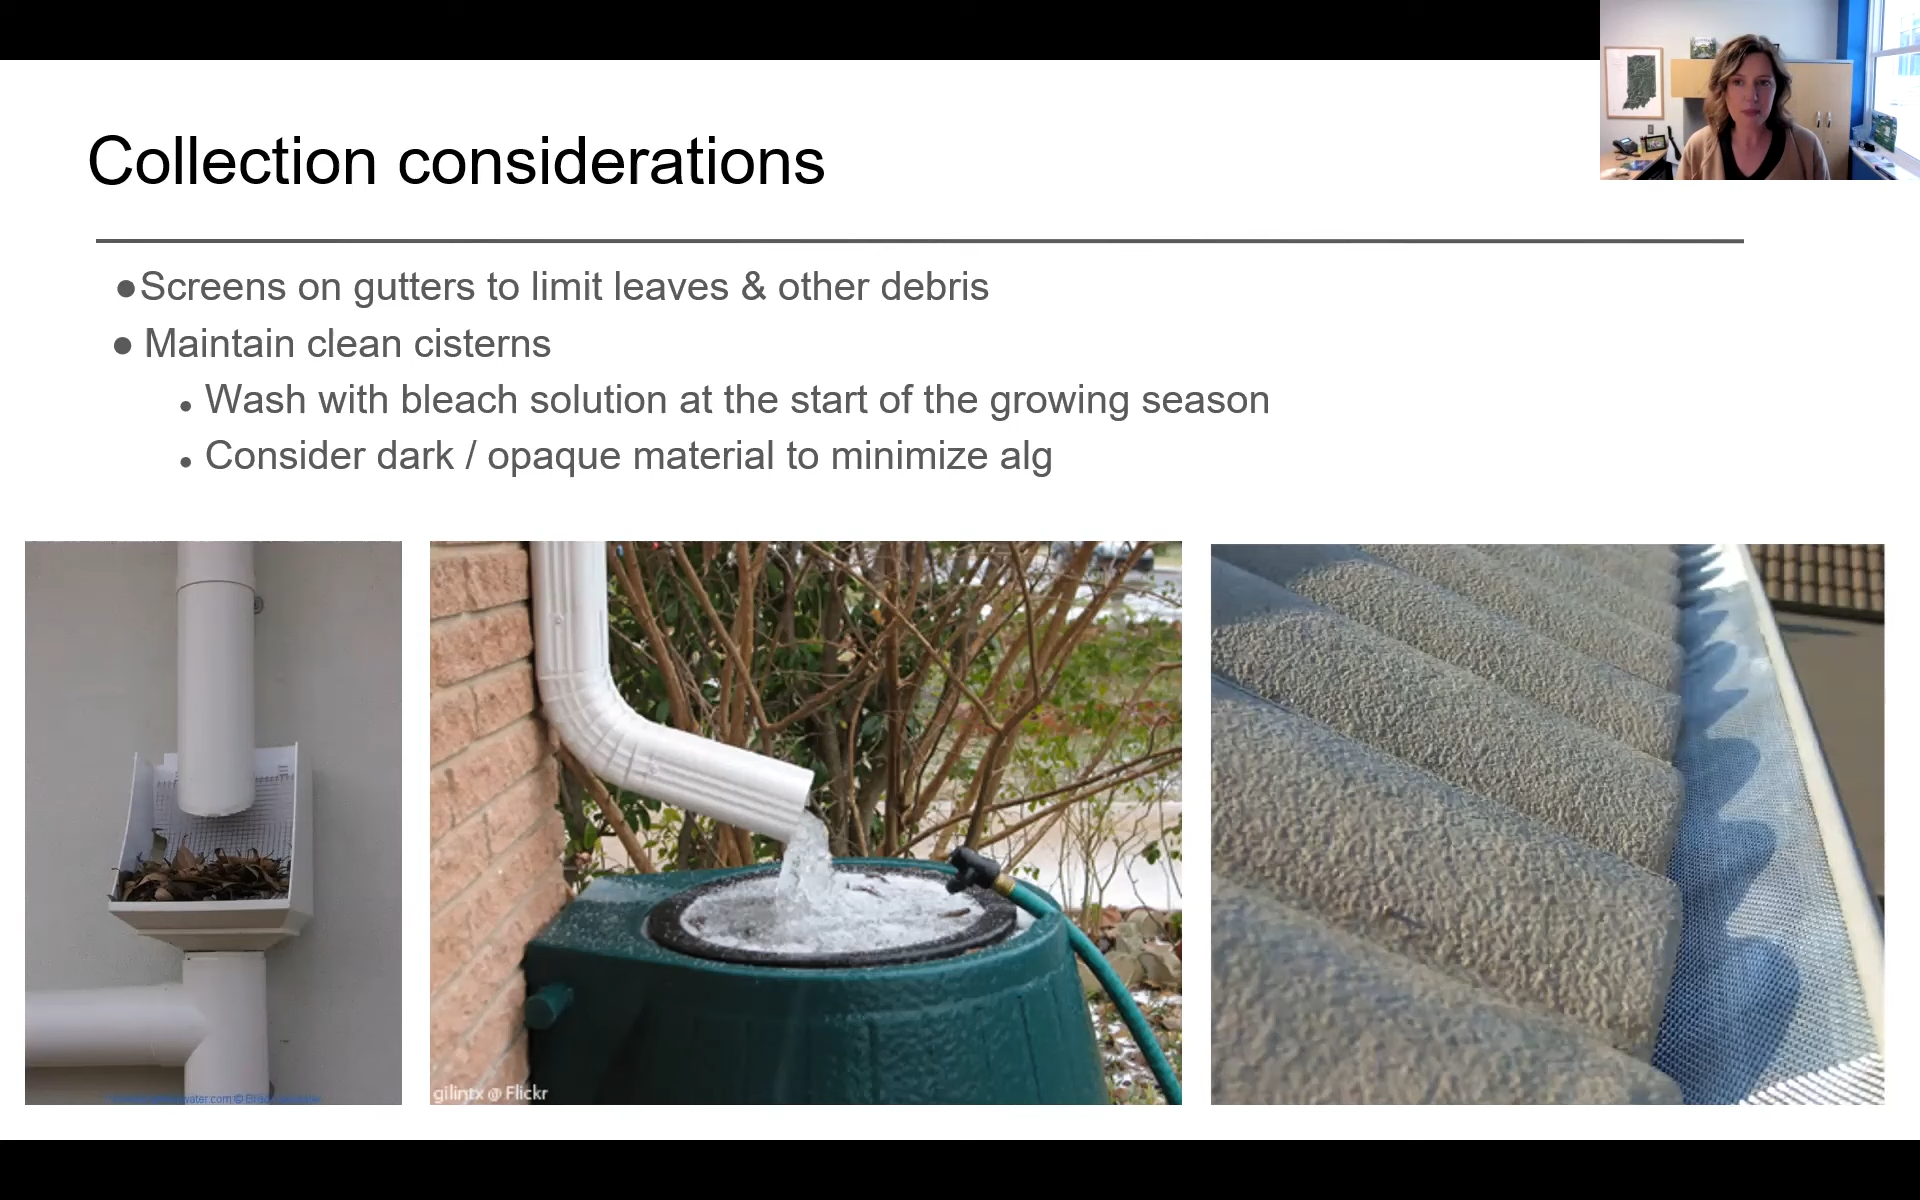 Collection considerations
●Screens on gutters to limit leaves & other debris
● Maintain clean cisterns
• Wash with bleach solution at the start of the growing season
• Consider dark / opaque material to minimize alg
gilintx @ Flickr